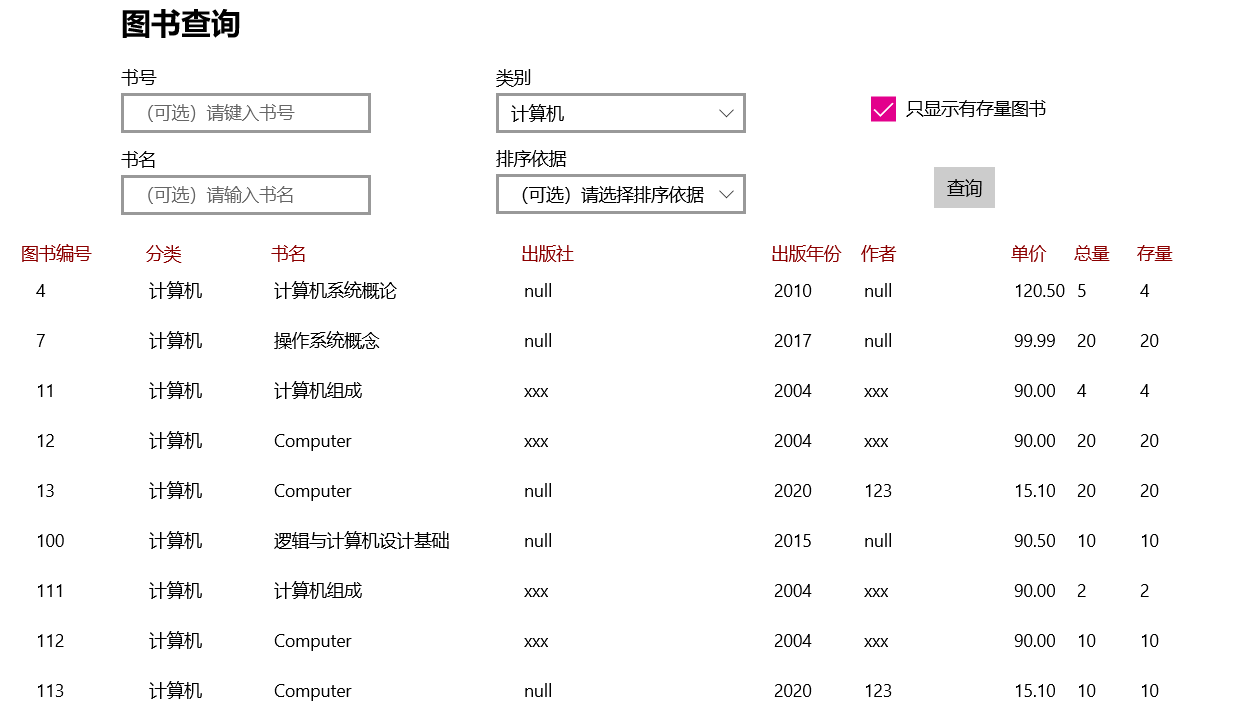 图书查询
书号 类别
（可选）请键入书号 计算机 只显示有存量图书
书名 排序依据
（可选）请输入书名 （可选）请选择排序依据 查询
图书编号 分类 书名 出版社 出版年份 作者 单价 总量 存量
4 计算机 计算机系统概论 null 2010 null 120.50 5 4
7 计算机 操作系统概念 null 2017 null 99.99 20 20
11 计算机 计算机组成 xxx 2004 xxx 90.00 4 4
12 计算机 Computer xxx 2004 xxx 90.00 20 20
13 计算机 Computer null 2020 123 15.10 20 20
100 计算机 逻辑与计算机设计基础 null 2015 null 90.50 10 10
111 计算机 计算机组成 xxx 2004 xxx 90.00 2 2
112 计算机 Computer xxx 2004 xxx 90.00 10 10
113 计算机 Computer null 2020 123 15.10 10 10